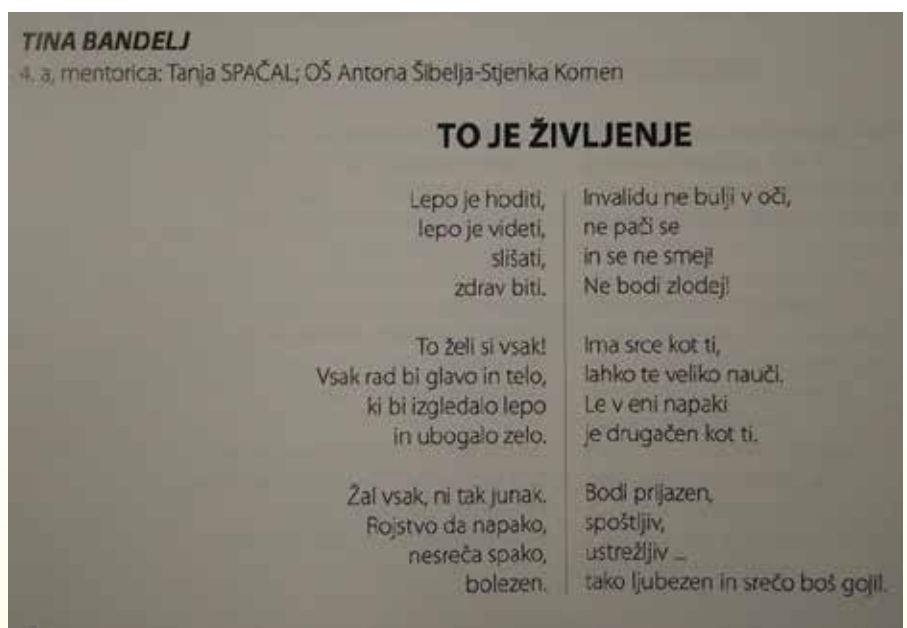 TINA BANDELJ
4. a, mentorica: Tanja SPAČAL; OŠ Antona Šibelja-Stjenka Komen
TO JE ŽIVLJENJE
Lepo je hoditi,
lepo je videti,
slišati,
zdrav biti.
To želi si vsak!
Vsak rad bi glavo in telo,
ki bi izgledalo lepo
in ubogalo zelo.
Žal vsak, ni tak junak.
Rojstvo da napako,
nesreča spako,
bolezen.
Invalidu ne bulji v oči,
ne pači se
in se ne smej!
Ne bodi zlodej!
Ima srce kot ti,
lahko te veliko nauči.
Le v eni napaki
je drugačen kot ti.
Bodi prijazen,
spoštljiv,
ustrežljiv ...
tako ljubezen in srečo boš gojil.